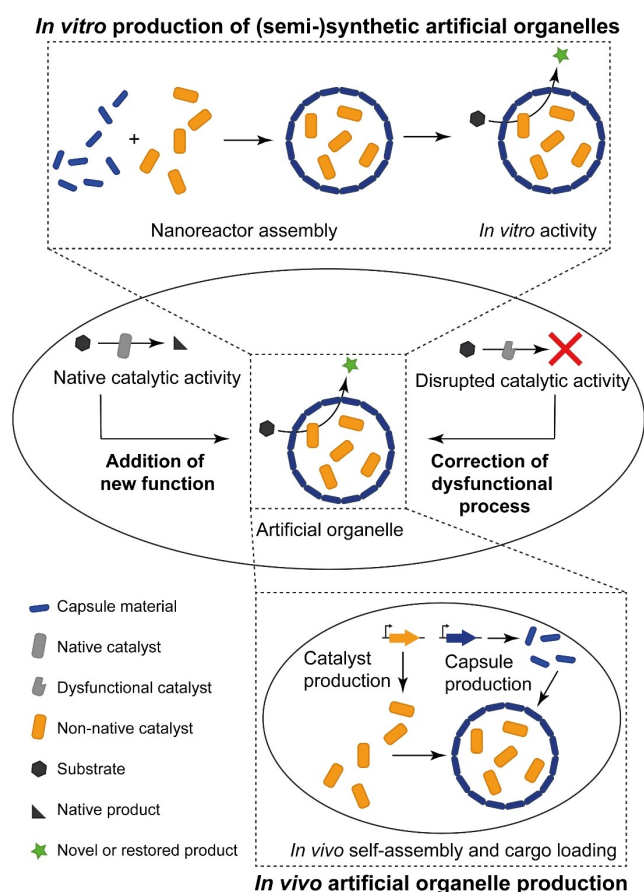 In vitro production of (semi-)synthetic artificial organelles
+
Nanoreactor assembly
In vitro activity
Native catalytic activity
Disrupted catalytic activity
Addition of
new function
Correction of
dysfunctional
process
Artificial organelle
Capsule material
Native catalyst
Dysfunctional catalyst
Non-native catalyst
Substrate
Native product
Novel or restored product
Catalyst
production
Capsule
production
In vivo self-assembly and cargo loading
In vivo artificial organelle production